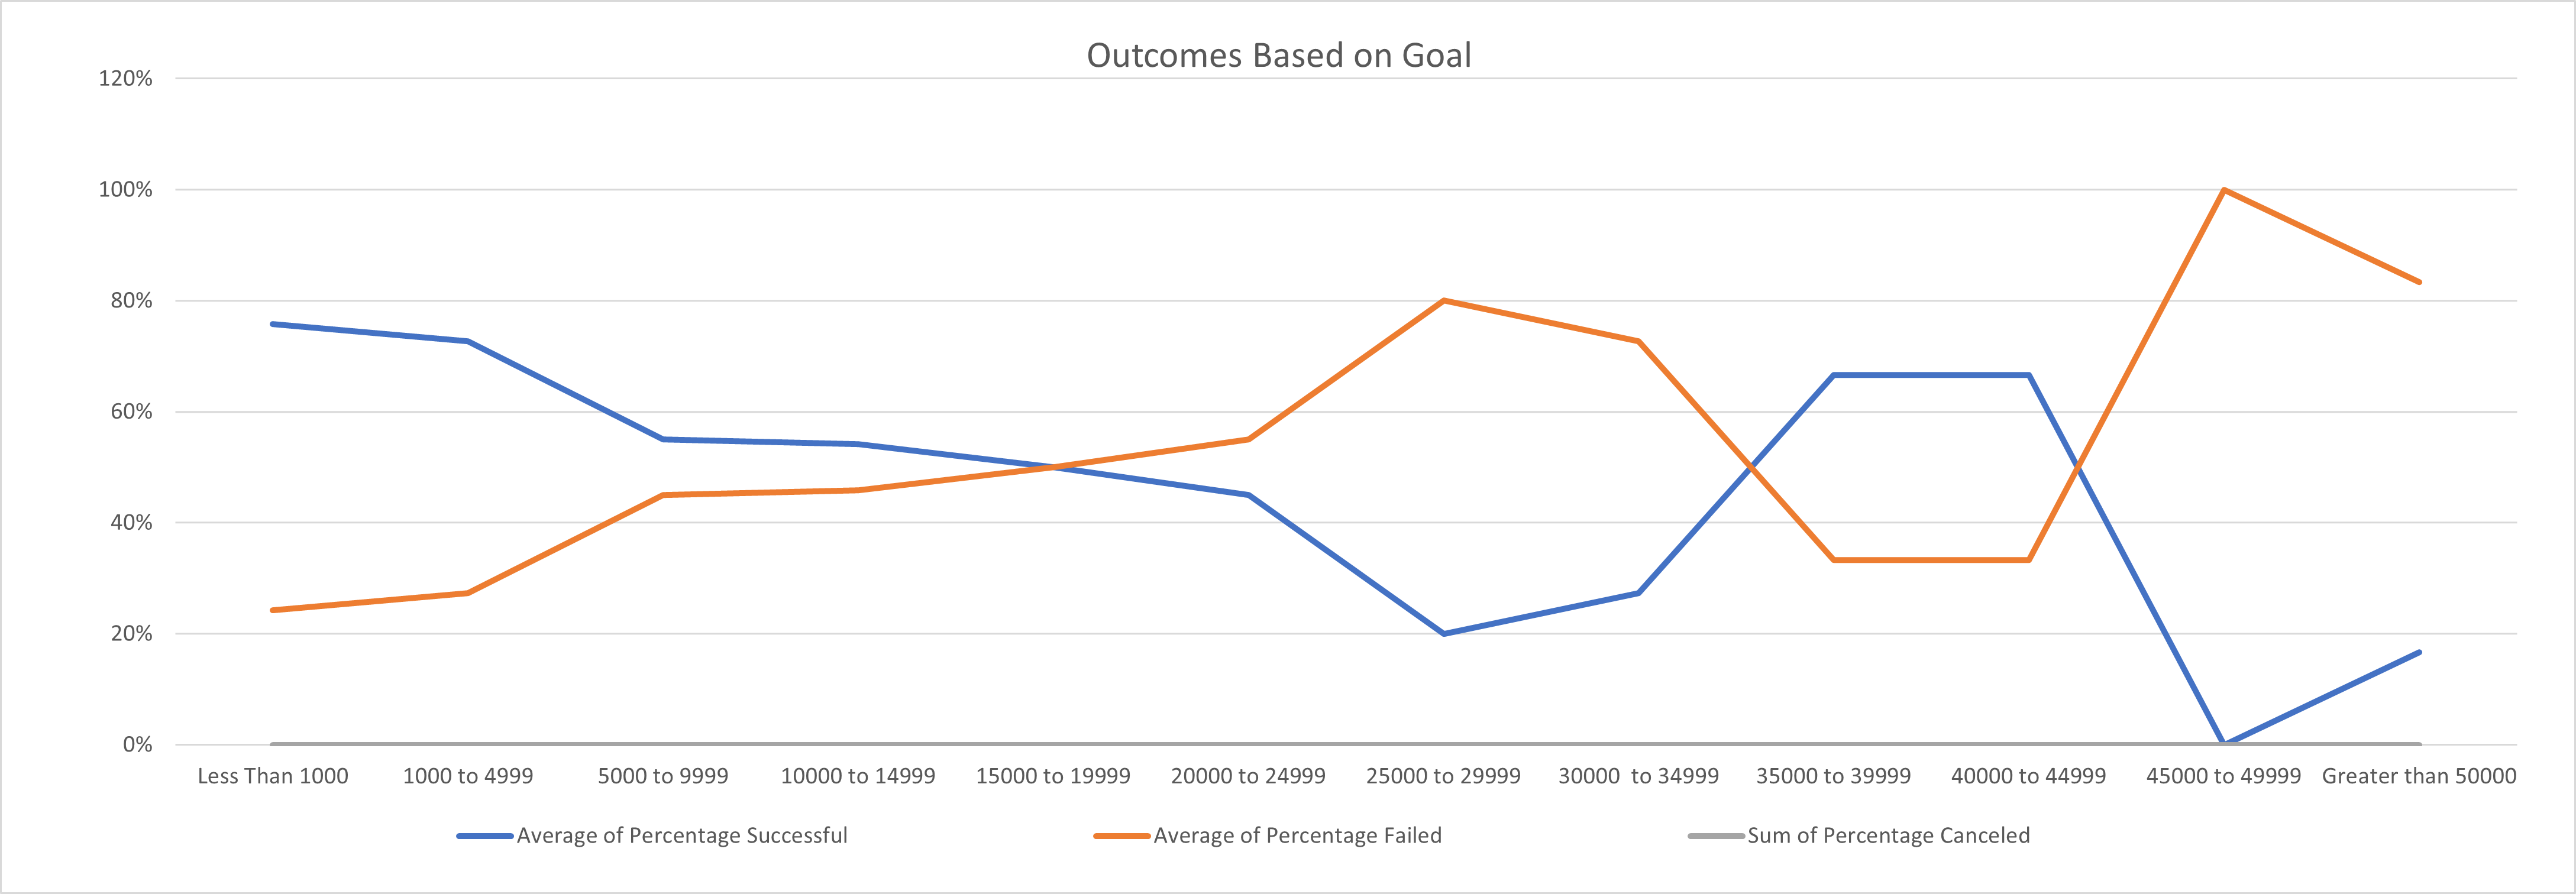 Outcomes Based on Goal
120%
100%
80%
60%
40%
20%
0%
Less Than 1000 1000 to 4999 5000 to 9999 10000 to 14999 15000 to 19999 20000 to 24999 25000 to 29999 30000  to 34999 35000 to 39999 40000 to 44999 45000 to 49999 Greater than 50000
Average of Percentage Successful Average of Percentage Failed Sum of Percentage Canceled